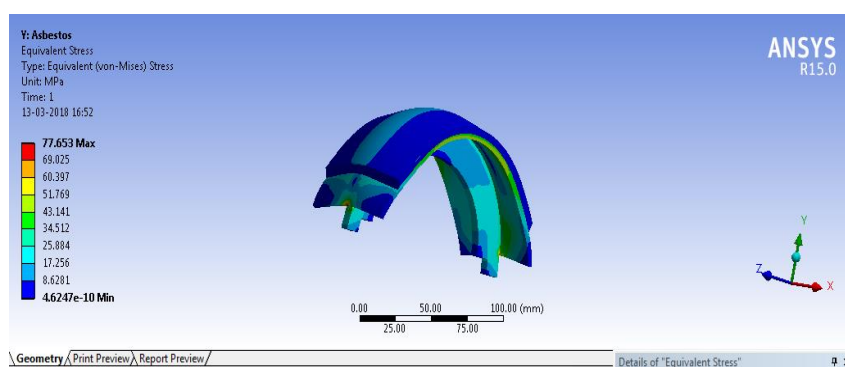 Y: Asbestos
Equivalent Stress
Type: Equivalent (von-Mises) Stress
Unit: MPa
Time: 1
13-03-2018 16:52
77.653 Max
69.025
60.397
51.769
43.141
34.512
25.884
17.256
8.6281
4.6247e-10 Min
ANSYS
R15.0
0.00 50.00 100.00 (mm)
25.00 75.00
Y
Z
X
Geometry Print Preview Report Preview
Details of "Equivalent Stress"